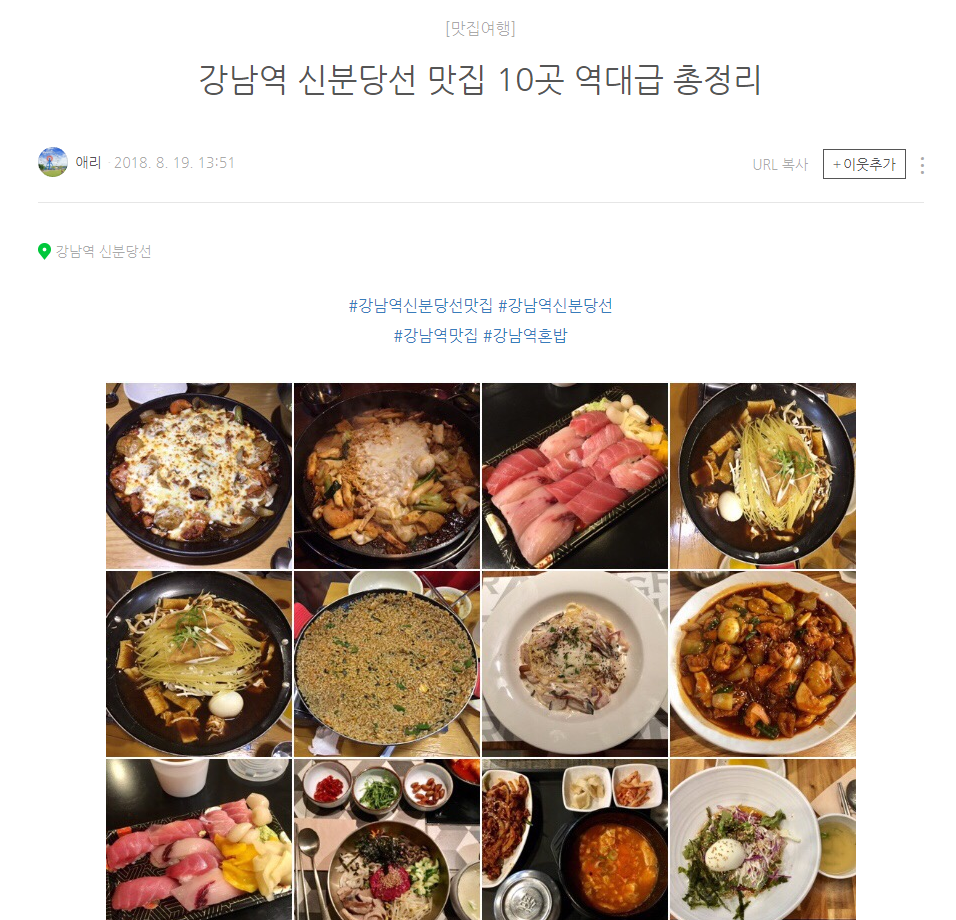 [맛집여행]
강남역 신분당선 맛집 10곳 역대급 총정리
애리 · 2018. 8. 19. 13:51
URL 복사
+이웃추가
강남역 신분당선
#강남역신분당선맛집 #강남역신분당선
#강남역맛집 #강남역혼밥